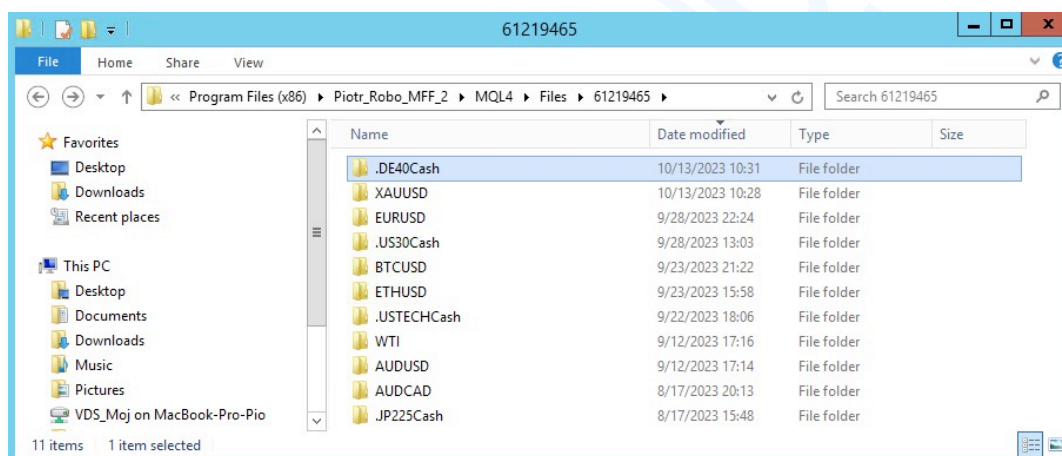 61219465
File Home Share View
« Program Files (x86) Piotr_Robo_MFF_2 MQL4 Files 61219465 Search 61219465
Favorites
Desktop
Downloads
Recent places
This PC
Desktop
Documents
Downloads
Music
Pictures
VDS_Moj on MacBook-Pro-Pio
Name Date modified Type Size
.DE40Cash 10/13/2023 10:31 File folder
XAUUSD 10/13/2023 10:28 File folder
EURUSD 9/28/2023 22:24 File folder
.US30Cash 9/28/2023 13:03 File folder
BTCUSD 9/23/2023 21:22 File folder
ETHUSD 9/23/2023 15:58 File folder
.USTECHCash 9/22/2023 18:06 File folder
WTI 9/12/2023 17:16 File folder
AUDUSD 9/12/2023 17:14 File folder
AUDCAD 8/17/2023 20:13 File folder
.JP225Cash 8/17/2023 15:48 File folder
11 items 1 item selected